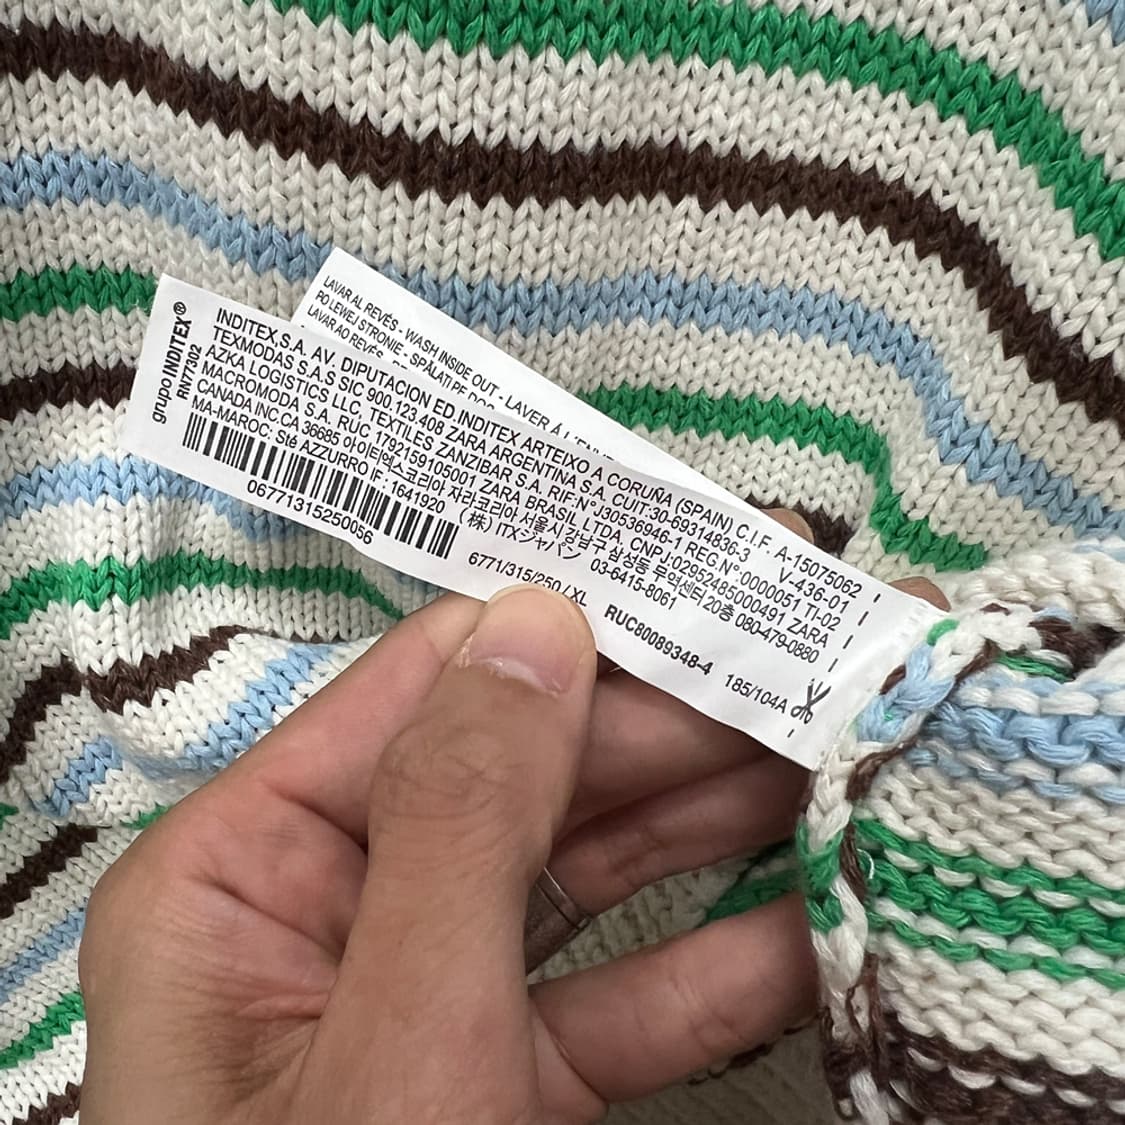 LAVAR AL REVÉS - WASH INSIDE OUT - LAVER À L'ENVE
PO LEWEJ STRONIE - SPĂLAȚI PE DOS
LAVAR AO REVÉS
grupo INDITEX®
RN77302
INDITEX,S.A. AV. DIPUTACION ED INDITEX ARTEIXO A CORUÑA (SPAIN) C.I.F. A-15075062
TEXMODAS S.A.S SIC 900.123.408 ZARA ARGENTINA S.A. CUIT:30-69314836-3 V-436-01
AZKA LOGISTICS LLC, TEXTILES ZANZIBAR S.A. RIF:N°J30536946-1 REG.N°:0000051 TI-02
MACROMODA S.A. RUC 1792159105001 ZARA BRASIL LTDA, CNPJ:02952485000491 ZARA
CANADA INC.CA 36685 아이티엑스코리아 자라코리아 서울시 강남구 삼성동 무역센터 20층 080-479-0880
MA-MAROC: Sté AZZURRO IF: 1641920 (株) ITXジャパン 03-6415-8061
06771315250056
6771/315/250 / XL
RUC80089348-4
185/104A